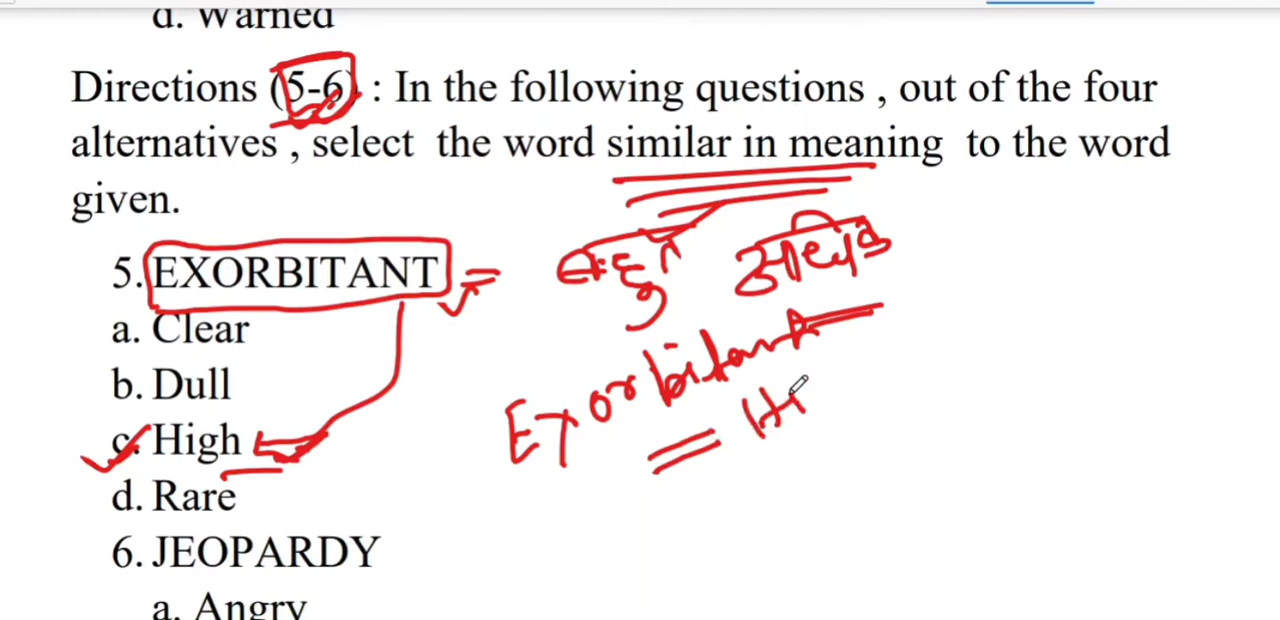 d. Warned
Directions (5-6) : In the following questions , out of the four
alternatives , select the word similar in meaning to the word
given.
5. EXORBITANT = बहुत अधिक
a. Clear
b. Dull
Exorbitant
c. High
= Hi
d. Rare
6. JEOPARDY
a. Angry